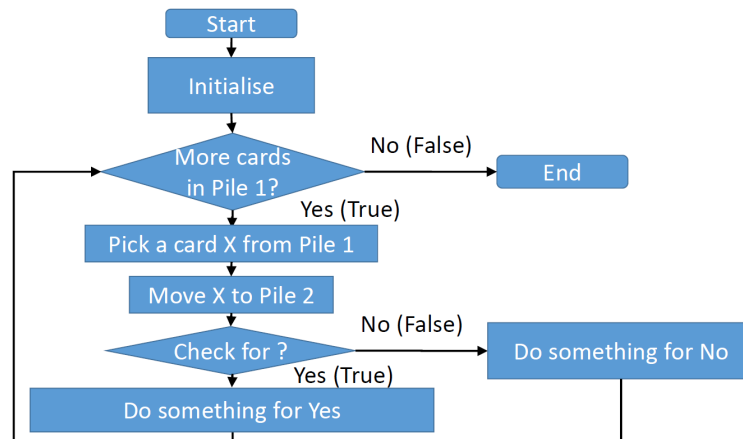 Start
Initialise
More cards
in Pile 1?
No (False)
End
Yes (True)
Pick a card X from Pile 1
Move X to Pile 2
Check for ?
No (False)
Do something for No
Yes (True)
Do something for Yes